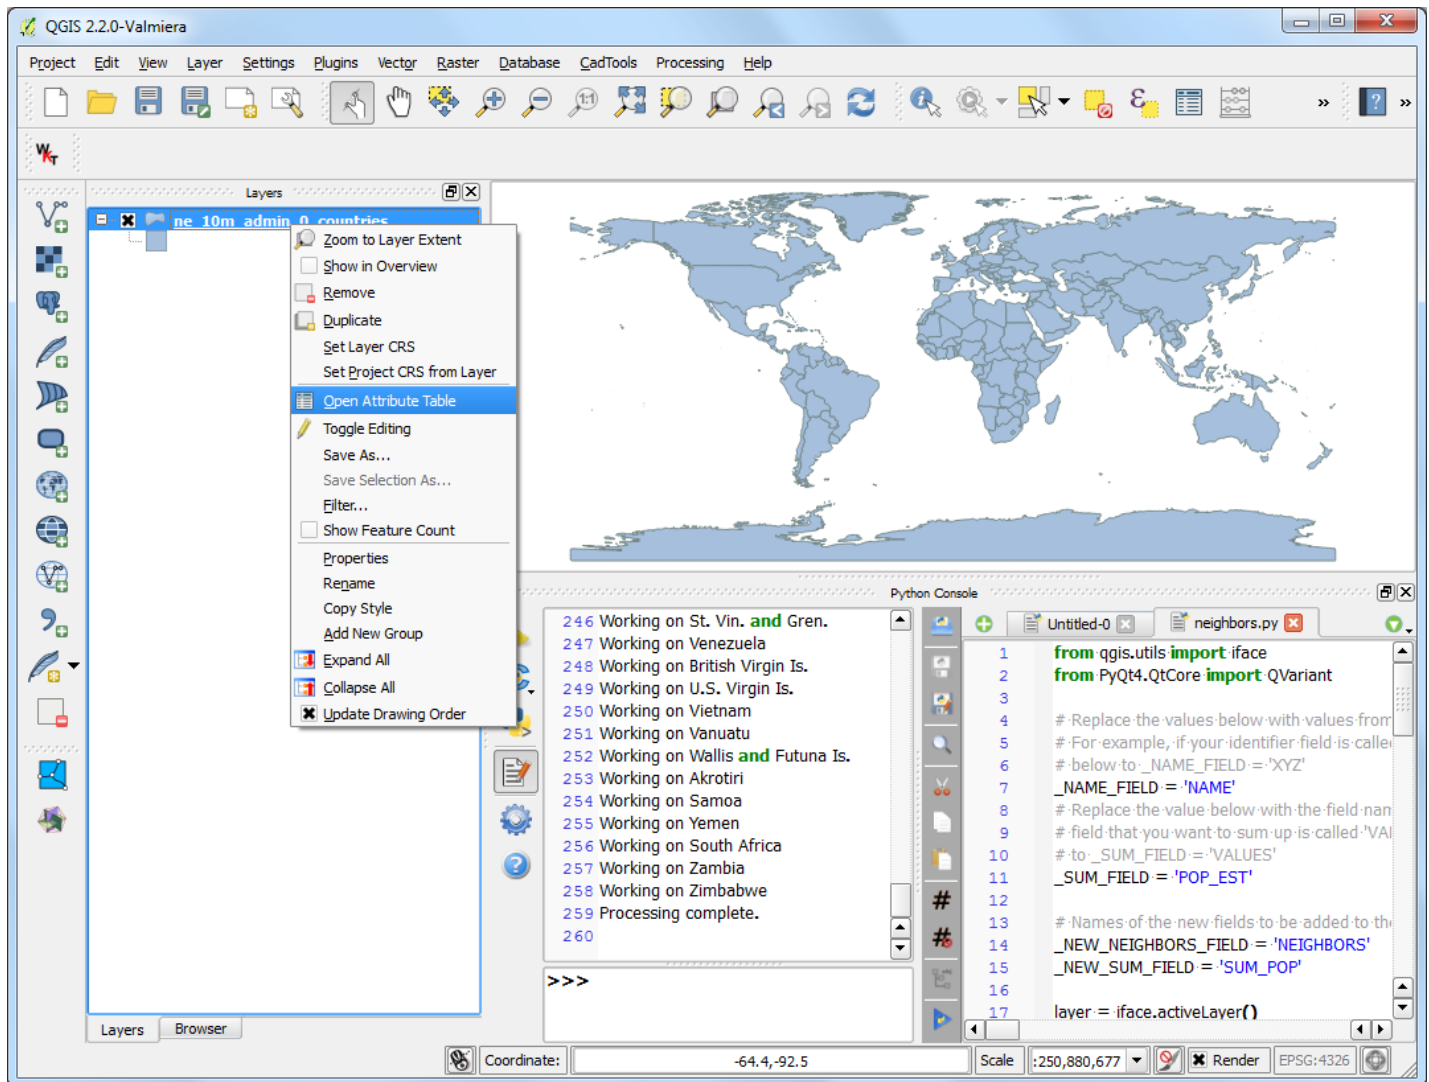 QGIS 2.2.0-Valmiera
Project Edit View Layer Settings Plugins Vector Raster Database CadTools Processing Help
1:1
ε
»
?
»
WKT
Layers
ne_10m_admin_0_countries
Zoom to Layer Extent
Show in Overview
Remove
Duplicate
Set Layer CRS
Set Project CRS from Layer
Open Attribute Table
Toggle Editing
Save As...
Save Selection As...
Filter...
Show Feature Count
Properties
Rename
Copy Style
Add New Group
Expand All
Collapse All
Update Drawing Order
Layers
Browser
Python Console
246 Working on St. Vin. and Gren.
247 Working on Venezuela
248 Working on British Virgin Is.
249 Working on U.S. Virgin Is.
250 Working on Vietnam
251 Working on Vanuatu
252 Working on Wallis and Futuna Is.
253 Working on Akrotiri
254 Working on Samoa
255 Working on Yemen
256 Working on South Africa
257 Working on Zambia
258 Working on Zimbabwe
259 Processing complete.
260
>>>
?
#
#
Untitled-0
neighbors.py
1 from qgis.utils import iface
2 from PyQt4.QtCore import QVariant
3
4 # Replace the values below with values from
5 # For example, if your identifier field is calle
6 # below to _NAME_FIELD = 'XYZ'
7 _NAME_FIELD = 'NAME'
8 # Replace the value below with the field nam
9 # field that you want to sum up is called 'VAL
10 # to _SUM_FIELD = 'VALUES'
11 _SUM_FIELD = 'POP_EST'
12
13 # Names of the new fields to be added to the
14 _NEW_NEIGHBORS_FIELD = 'NEIGHBORS'
15 _NEW_SUM_FIELD = 'SUM_POP'
16
17 layer = iface.activeLayer()
Coordinate: -64.4,-92.5 Scale :250,880,677 Render EPSG:4326